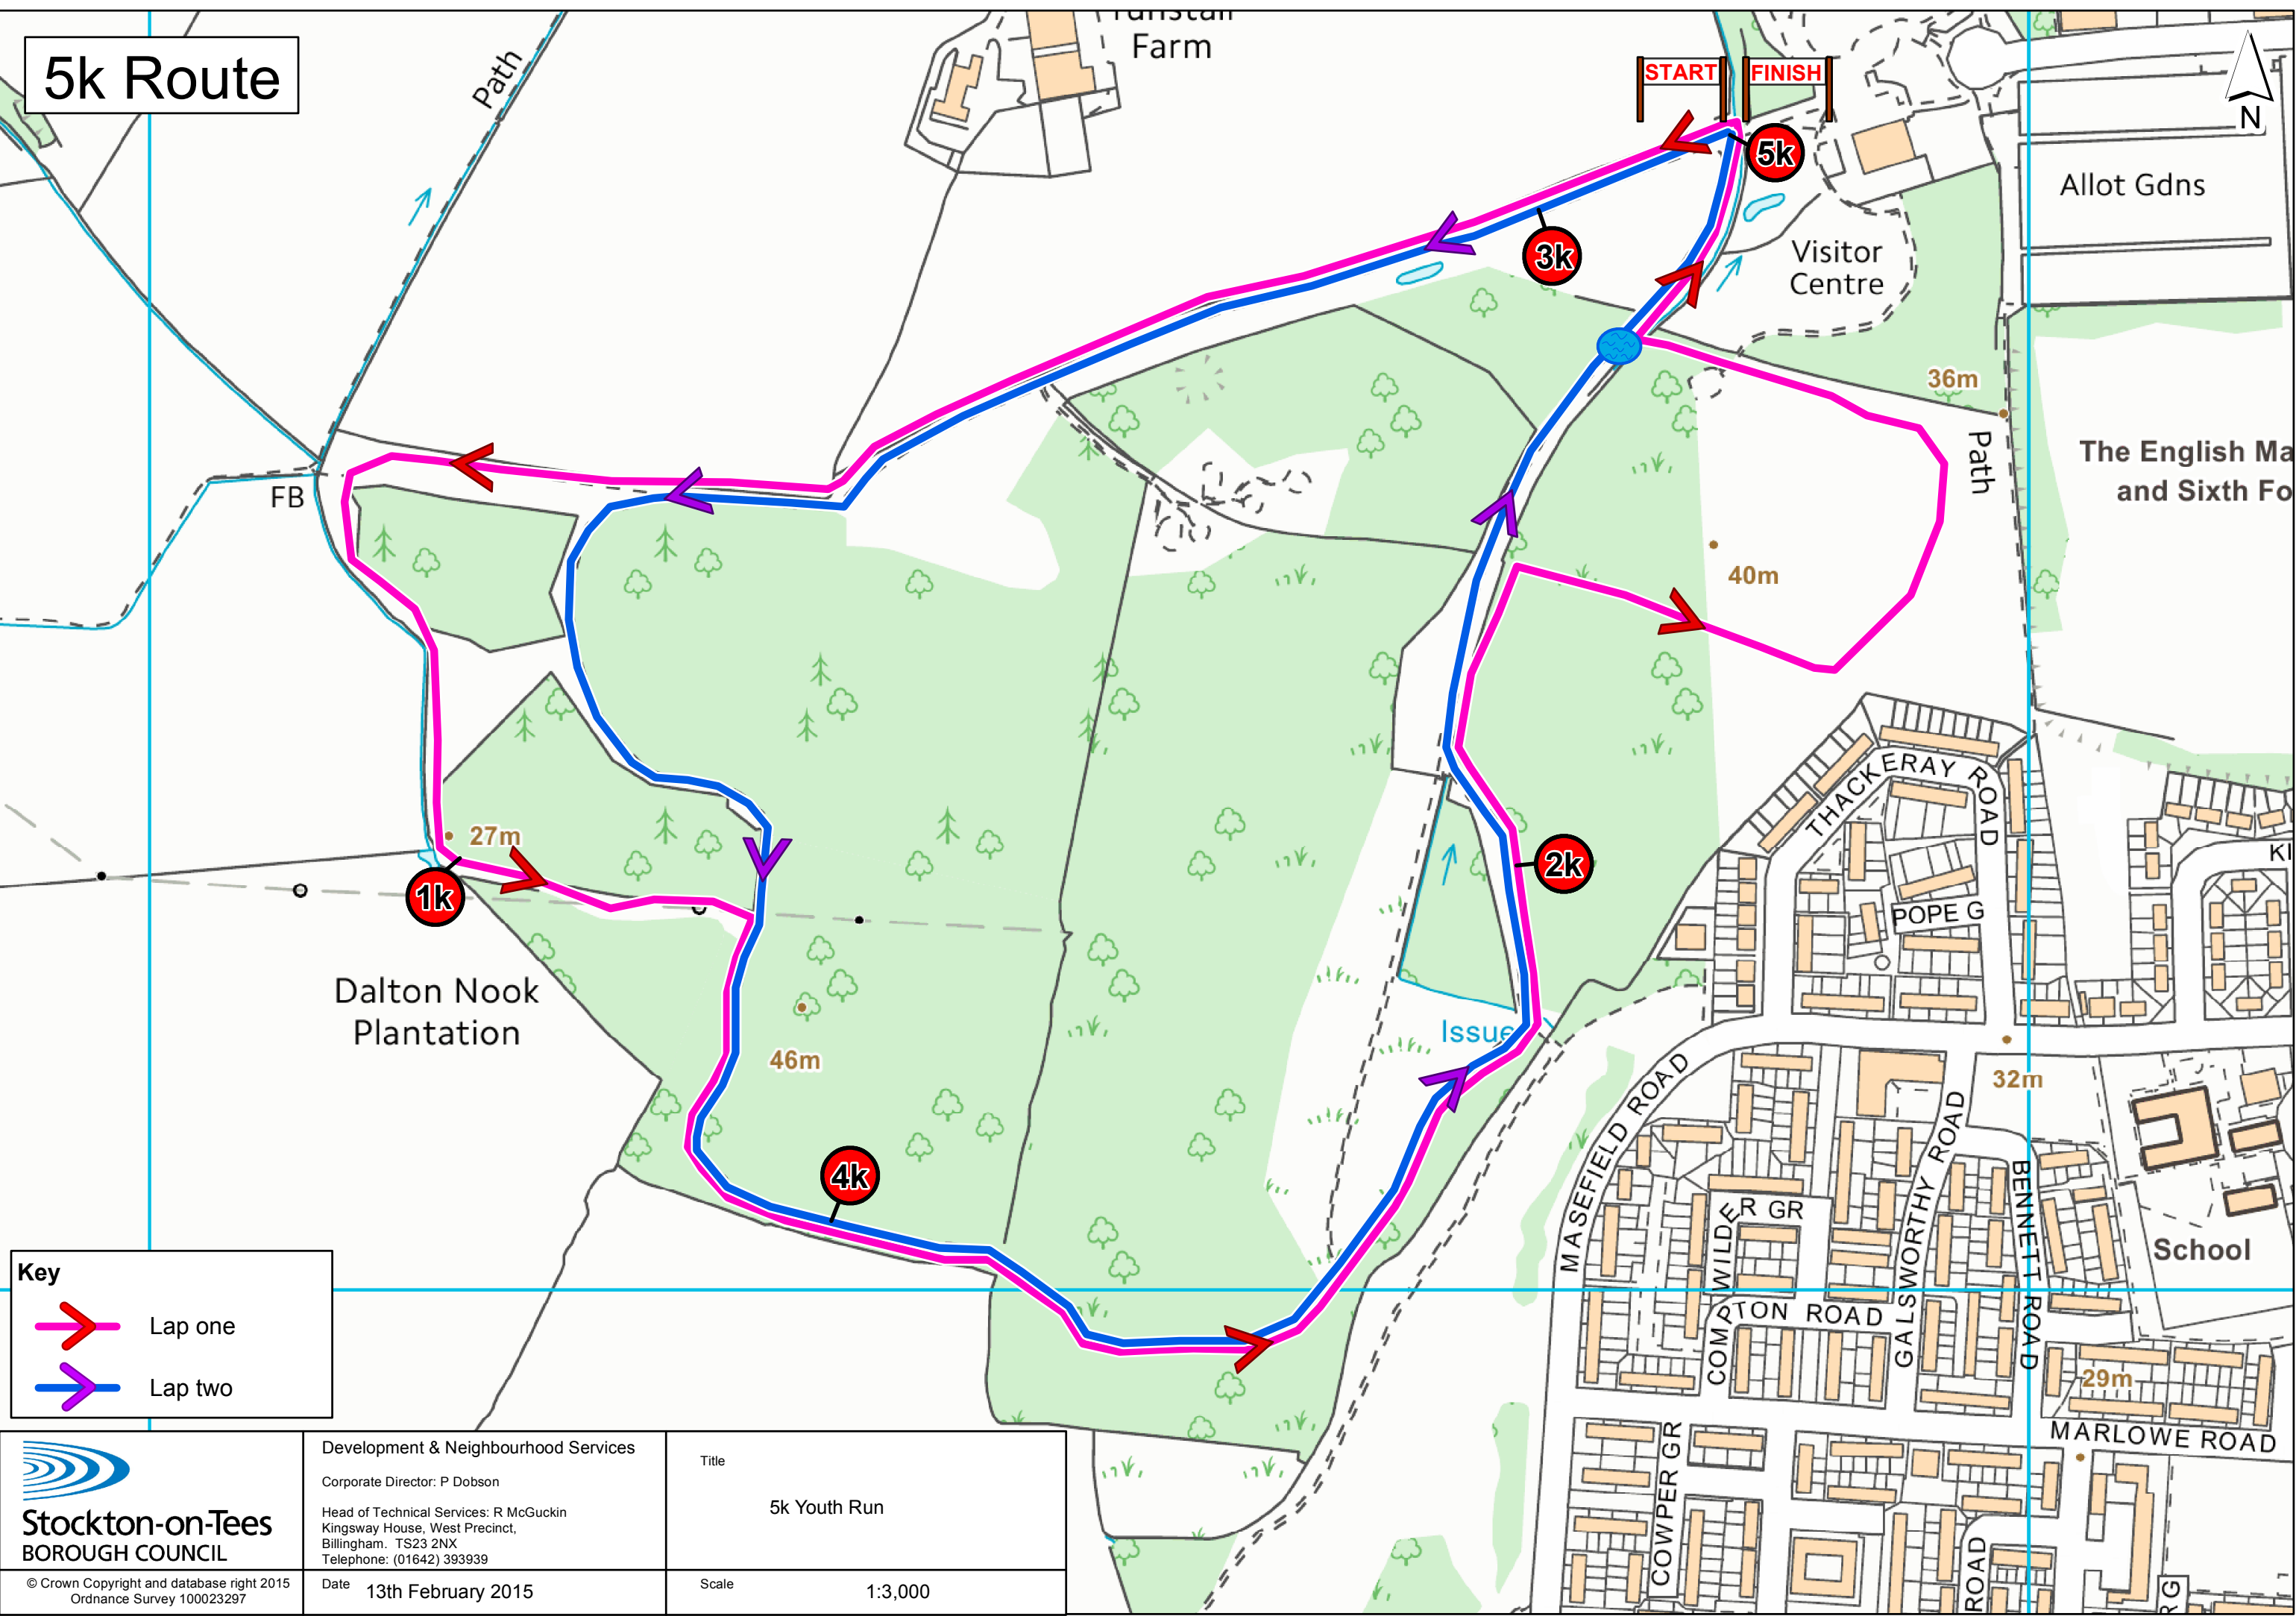 5k Route
Path
Farm
START
FINISH
N
5k
Allot Gdns
3k
Visitor
Centre
36m
Path
The English Ma
and Sixth Fo
FB
40m
THACKERAY ROAD
27m
1k
2k
KI
POPE G
Dalton Nook
Plantation
46m
Issue
MASEFIELD ROAD
32m
4k
WILDER GR
GALSWORTHY ROAD
BENNETT ROAD
School
COMPTON ROAD
29m
MARLOWE ROAD
COWPER GR
ROAD
RG
Key
Lap one
Lap two
Stockton-on-Tees
BOROUGH COUNCIL
© Crown Copyright and database right 2015
Ordnance Survey 100023297
Development & Neighbourhood Services
Corporate Director: P Dobson
Head of Technical Services: R McGuckin
Kingsway House, West Precinct,
Billingham. TS23 2NX
Telephone: (01642) 393939
Date 13th February 2015
Title
5k Youth Run
Scale 1:3,000